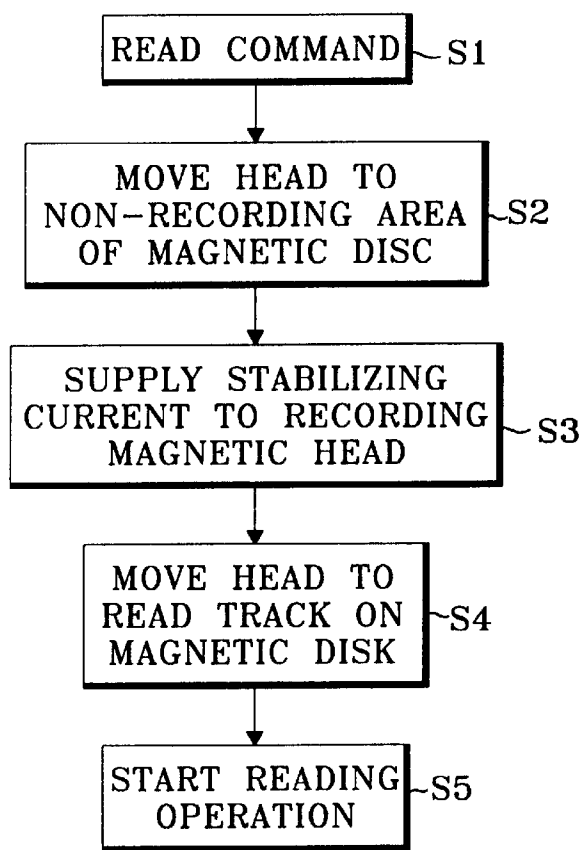 READ COMMAND
S1
MOVE HEAD TO
NON-RECORDING AREA
OF MAGNETIC DISC
S2
SUPPLY STABILIZING
CURRENT TO RECORDING
MAGNETIC HEAD
S3
MOVE HEAD TO
READ TRACK ON
MAGNETIC DISK
S4
START READING
OPERATION
S5